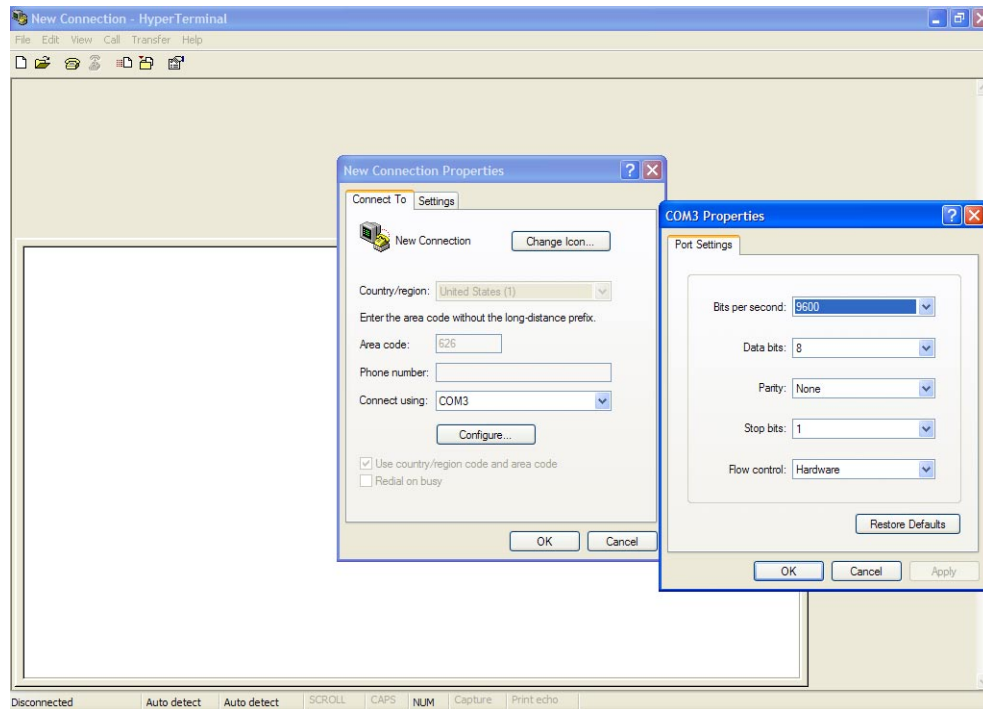 New Connection - HyperTerminal
File Edit View Call Transfer Help
New Connection Properties
Connect To Settings
New Connection
Change Icon...
Country/region: United States (1)
Enter the area code without the long-distance prefix.
Area code: 626
Phone number:
Connect using: COM3
Configure...
Use country/region code and area code
Redial on busy
OK Cancel
COM3 Properties
Port Settings
Bits per second: 9600
Data bits: 8
Parity: None
Stop bits: 1
Flow control: Hardware
Restore Defaults
OK Cancel Apply
Disconnected Auto detect Auto detect SCROLL CAPS NUM Capture Print echo